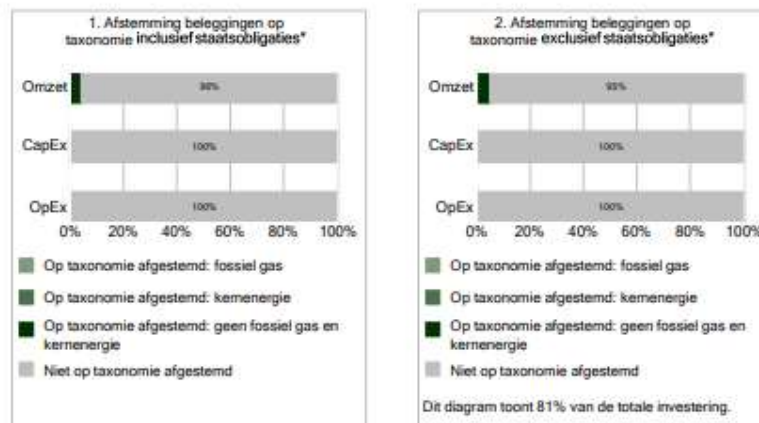 1. Afstemming beleggingen op
taxonomie inclusief staatsobligaties*
Omzet
CapEx
100%
OpEx
100%
0% 20% 40% 60% 80% 100%
Op taxonomie afgestemd: fossiel gas
Op taxonomie afgestemd: kernenergie
Op taxonomie afgestemd: geen fossiel gas en
kernenergie
Niet op taxonomie afgestemd
2. Afstemming beleggingen op
taxonomie exclusief staatsobligaties*
Omzet
CapEx
100%
OpEx
100%
0% 20% 40% 60% 80% 100%
Op taxonomie afgestemd: fossiel gas
Op taxonomie afgestemd: kernenergie
Op taxonomie afgestemd: geen fossiel gas en
kernenergie
Niet op taxonomie afgestemd
Dit diagram toont 81% van de totale investering.